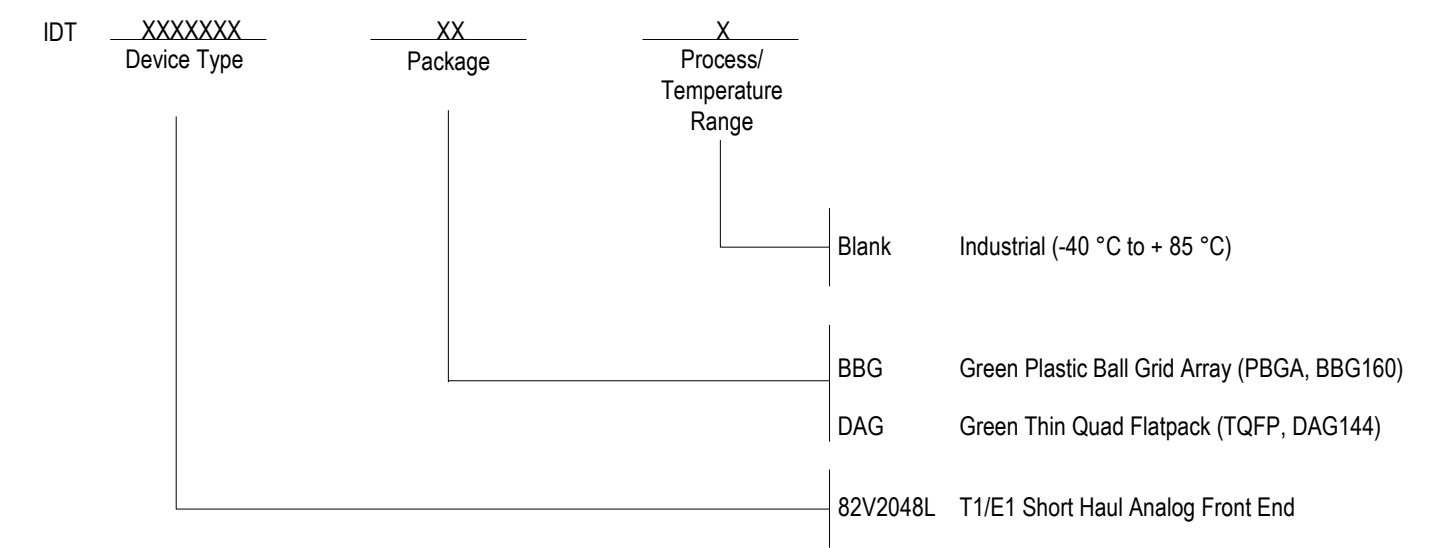 IDT XXXXXXX XX X
Device Type Package Process/
Temperature
Range
Blank Industrial (-40 °C to + 85 °C)
BBG Green Plastic Ball Grid Array (PBGA, BBG160)
DAG Green Thin Quad Flatpack (TQFP, DAG144)
82V2048L T1/E1 Short Haul Analog Front End